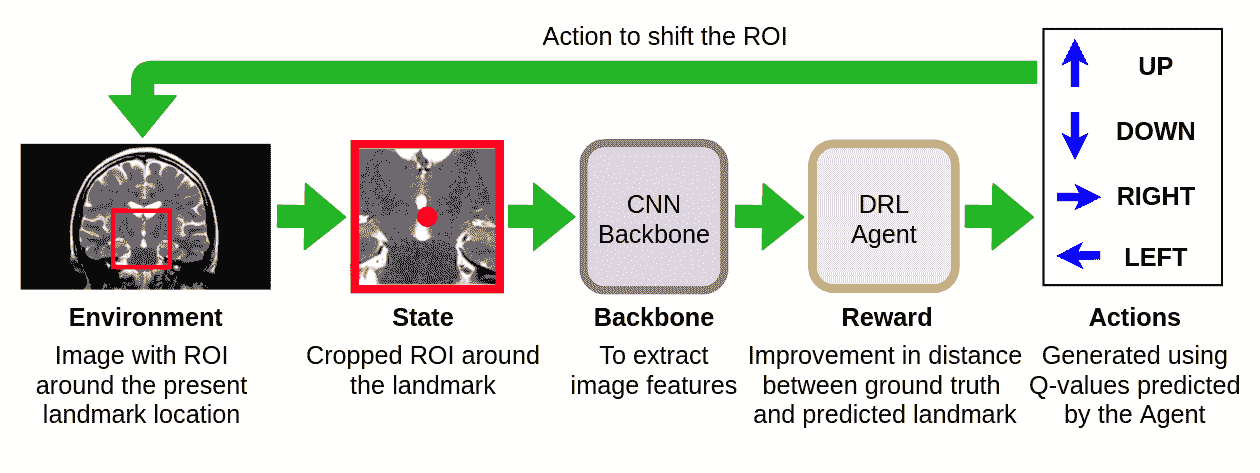 Action to shift the ROI
UP
DOWN
RIGHT
LEFT
CNN
Backbone
DRL
Agent
Environment
Image with ROI
around the present
landmark location
State
Cropped ROI around
the landmark
Backbone
To extract
image features
Reward
Improvement in distance
between ground truth
and predicted landmark
Actions
Generated using
Q-values predicted
by the Agent